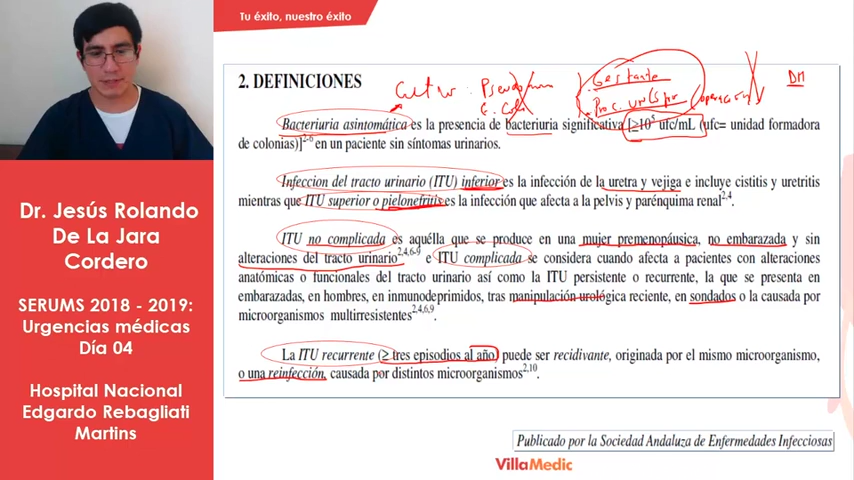 Tu éxito, nuestro éxito
Dr. Jesús Rolando
De La Jara
Cordero
SERUMS 2018 - 2019:
Urgencias médicas
Día 04
Hospital Nacional
Edgardo Rebagliati
Martins
2. DEFINICIONES
Gestante
DM
E. Coli
operación
Bacteriuria asintomática es la presencia de bacteriuria significativa [≥10⁵ ufc/mL (ufc= unidad formadora
de colonias)]²⁻⁶ en un paciente sin síntomas urinarios.
Infeccion del tracto urinario (ITU) inferior es la infección de la uretra y vejiga e incluye cistitis y uretritis
mientras que ITU superior o pielonefritis es la infección que afecta a la pelvis y parénquima renal²,⁴.
ITU no complicada es aquélla que se produce en una mujer premenopáusica, no embarazada y sin
alteraciones del tracto urinario²,⁴,⁶⁻⁹ e ITU complicada se considera cuando afecta a pacientes con alteraciones
anatómicas o funcionales del tracto urinario así como la ITU persistente o recurrente, la que se presenta en
embarazadas, en hombres, en inmunodeprimidos, tras manipulación urológica reciente, en sondados o la causada por
microorganismos multirresistentes²,⁴,⁶,⁹.
La ITU recurrente (≥ tres episodios al año) puede ser recidivante, originada por el mismo microorganismo,
o una reinfección, causada por distintos microorganismos²,¹⁰.
Publicado por la Sociedad Andaluza de Enfermedades Infecciosas
VillaMedic